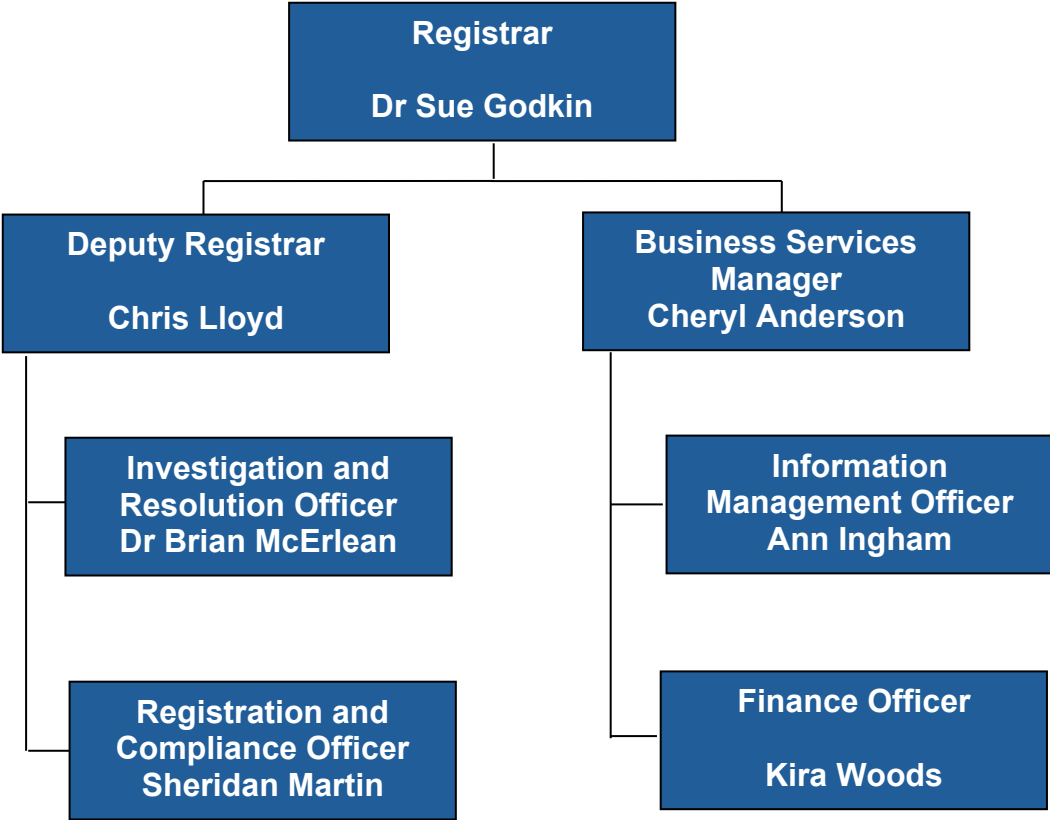 Registrar
Dr Sue Godkin
Deputy Registrar
Chris Lloyd
Business Services
Manager
Cheryl Anderson
Investigation and
Resolution Officer
Dr Brian McErlean
Information
Management Officer
Ann Ingham
Registration and
Compliance Officer
Sheridan Martin
Finance Officer
Kira Woods